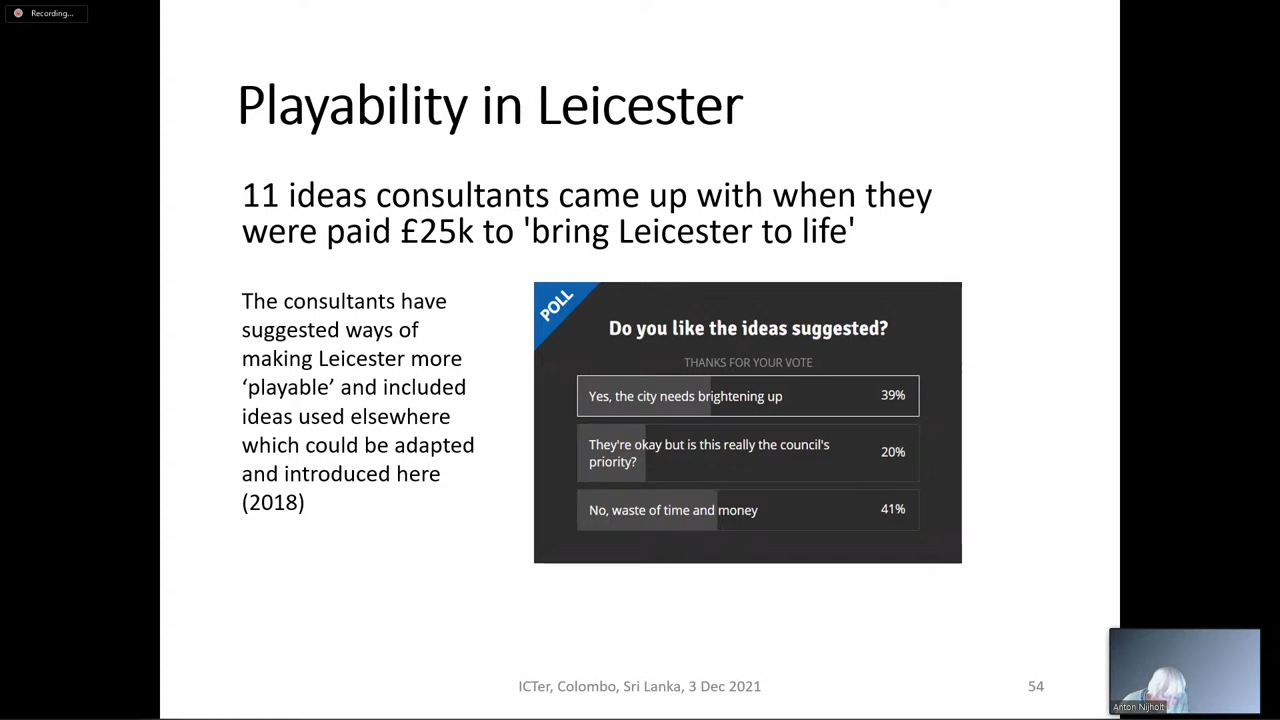 Recording...
Playability in Leicester
11 ideas consultants came up with when they
were paid £25k to 'bring Leicester to life'
The consultants have
suggested ways of
making Leicester more
‘playable’ and included
ideas used elsewhere
which could be adapted
and introduced here
(2018)
POLL
Do you like the ideas suggested?
THANKS FOR YOUR VOTE
Yes, the city needs brightening up 39%
They're okay but is this really the council's
priority? 20%
No, waste of time and money 41%
ICTer, Colombo, Sri Lanka, 3 Dec 2021 54
Anton Nijholt